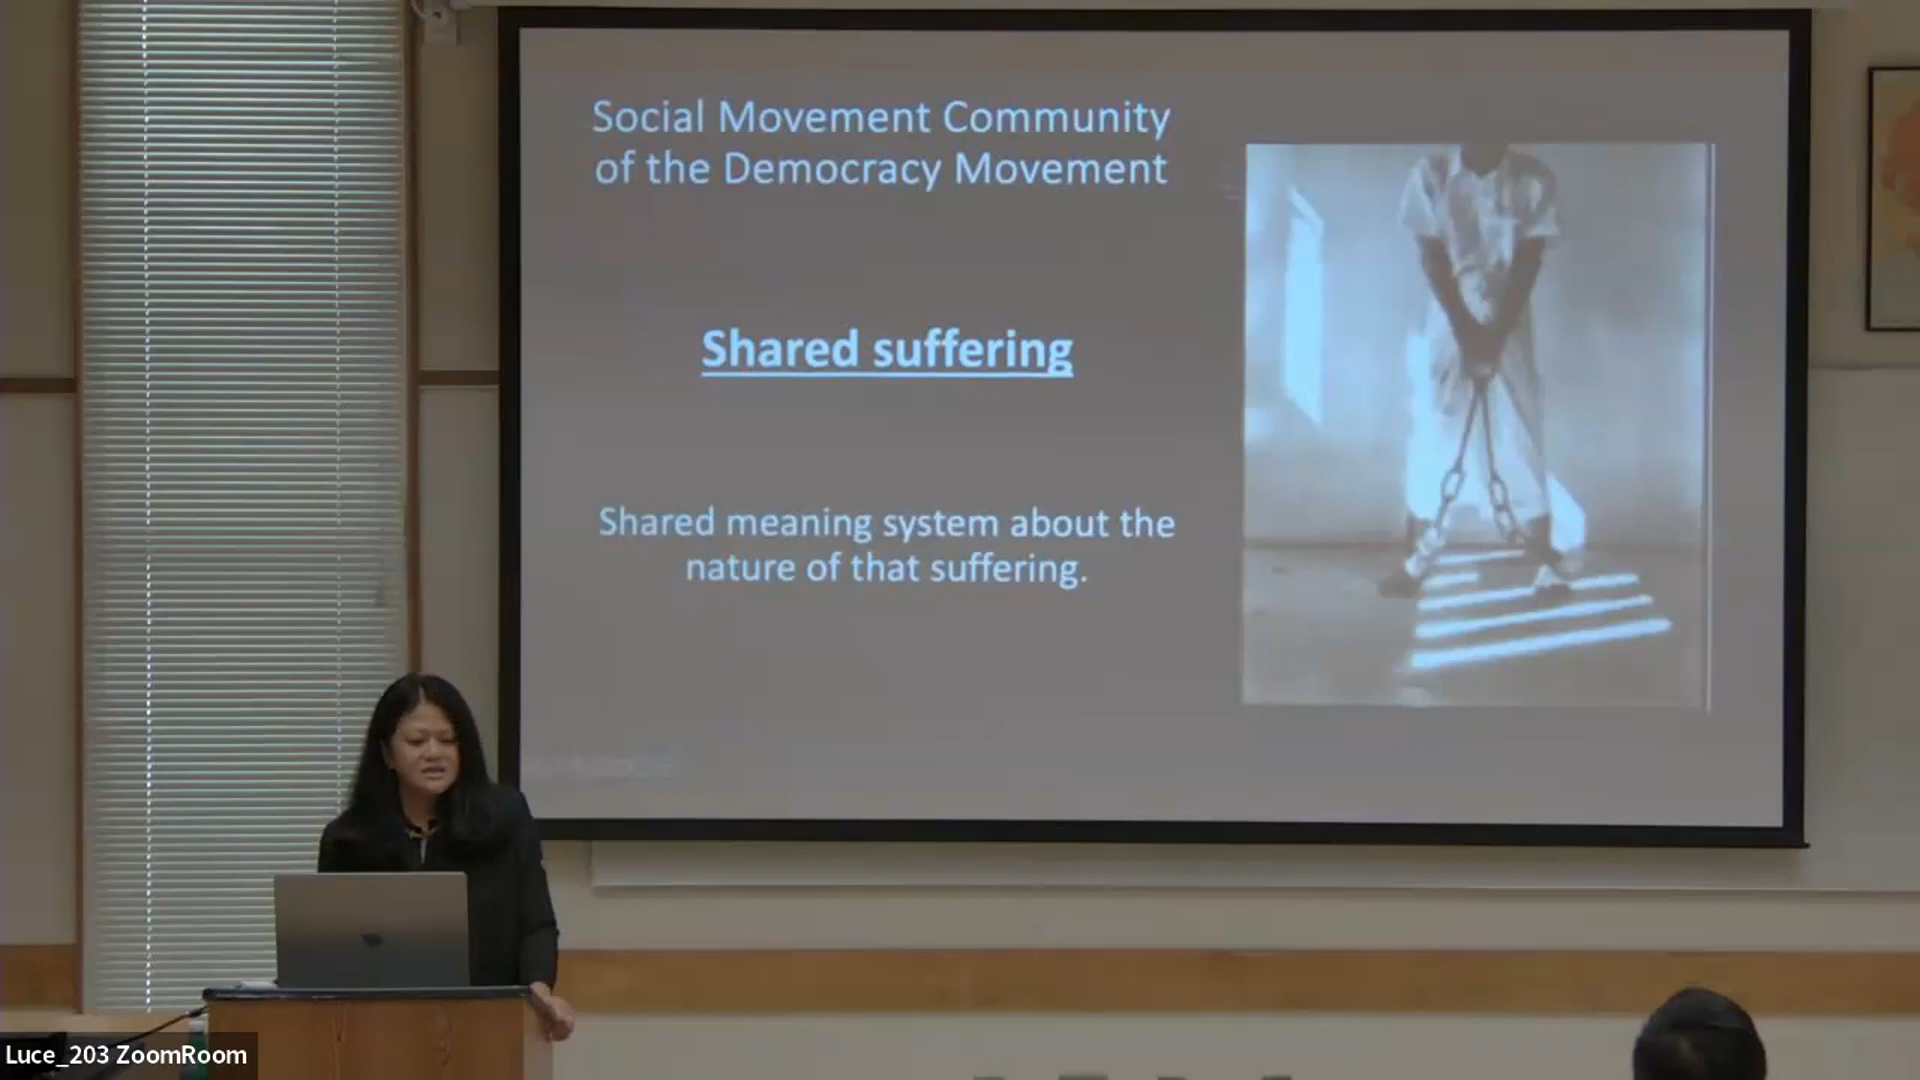 Social Movement Community
of the Democracy Movement
Shared suffering
Shared meaning system about the
nature of that suffering.
Luce_203 ZoomRoom